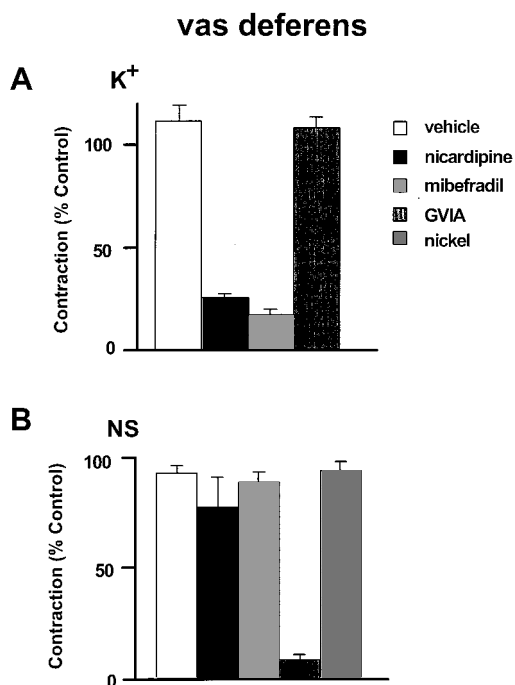 vas deferens
A
K+
Contraction (% Control)
100
50
0
vehicle
nicardipine
mibefradil
GVIA
nickel
B
NS
Contraction (% Control)
100
50
0